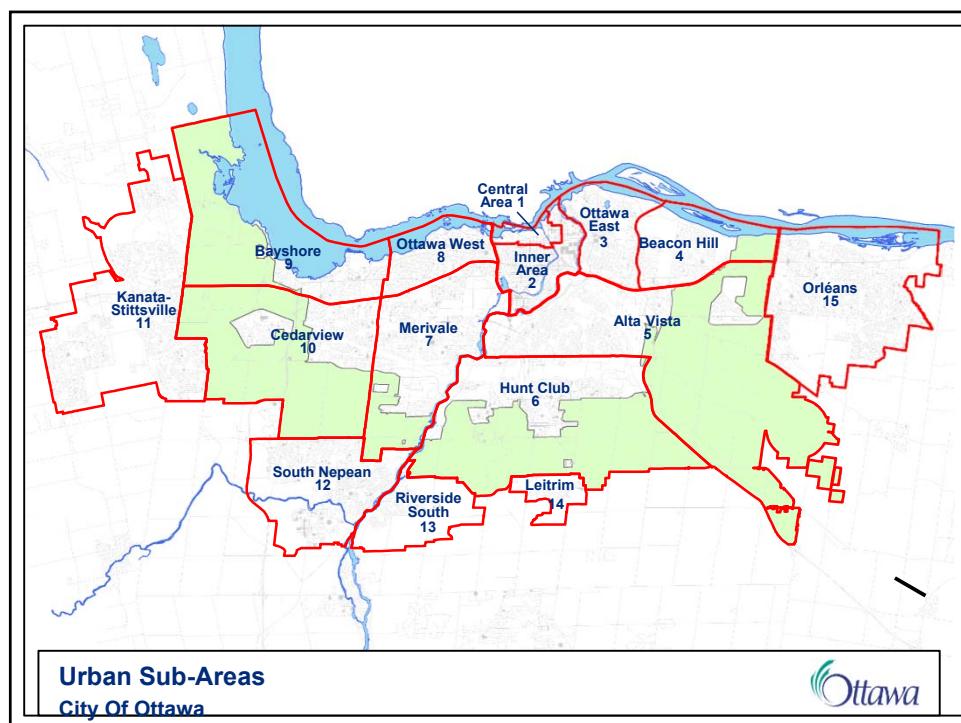 Central
Area 1
Ottawa
East
3
Beacon Hill
4
Ottawa West
8
Inner
Area
2
Bayshore
9
Kanata-
Stittsville
11
Orléans
15
Cedarview
10
Merivale
7
Alta Vista
5
Hunt Club
6
South Nepean
12
Riverside
South
13
Leitrim
14
Urban Sub-Areas
City Of Ottawa
Ottawa